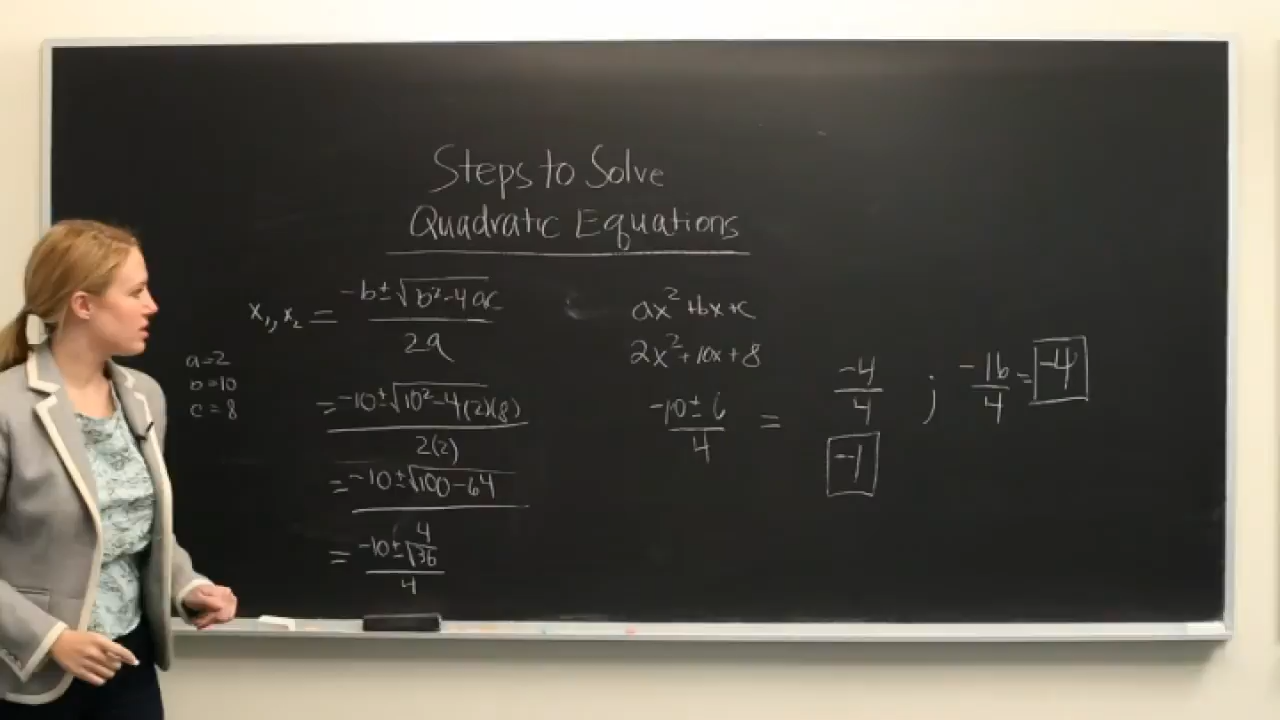 Steps to Solve
Quadratic Equations
x₁, x₂ = (-b ± √(b²-4ac))/(2a)
a=2
b=10
c=8
= (-10 ± √(10²-4(2)(8)))/(2(2))
= (-10 ± √(100-64))/4
= (-10 ± √36)/4
ax²+bx+c
2x²+10x+8
(-10 ± 6)/4 = -4/4 ; -16/4 = -4
-1